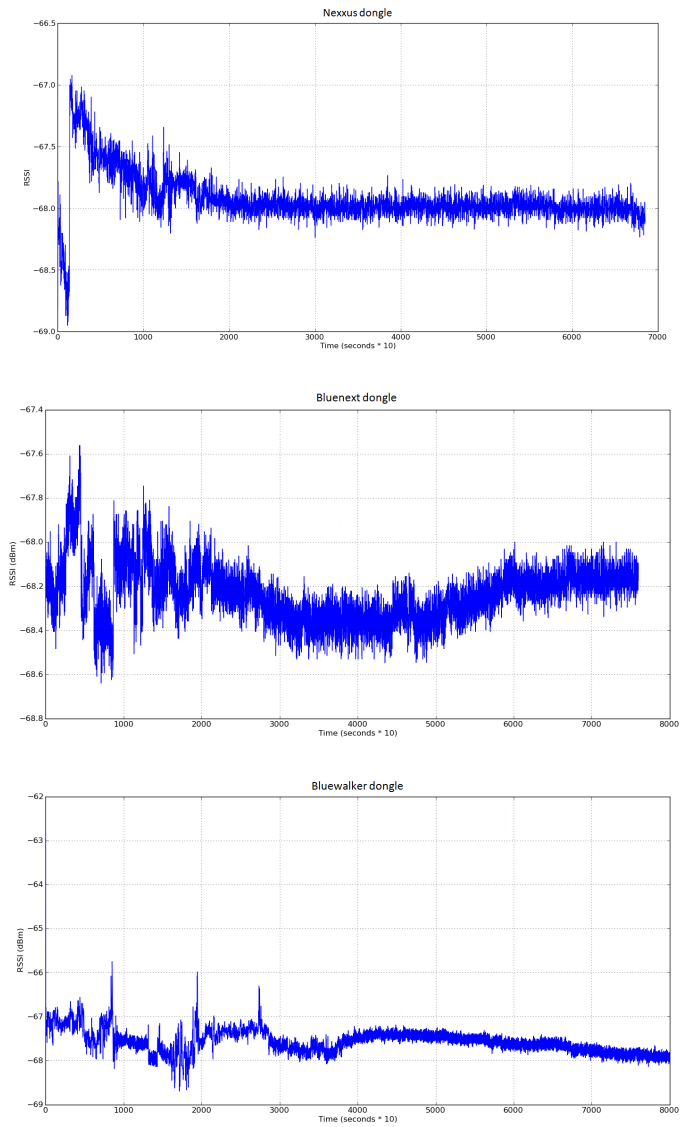 Nexxus dongle
−66.5
−67.0
−67.5
−68.0
−68.5
−69.0
RSSI
0 1000 2000 3000 4000 5000 6000 7000
Time (seconds * 10)
Bluenext dongle
−67.4
−67.6
−67.8
−68.0
−68.2
−68.4
−68.6
−68.8
RSSI (dBm)
0 1000 2000 3000 4000 5000 6000 7000 8000
Time (seconds * 10)
Bluewalker dongle
−62
−63
−64
−65
−66
−67
−68
−69
RSSI (dBm)
0 1000 2000 3000 4000 5000 6000 7000 8000
Time (seconds * 10)